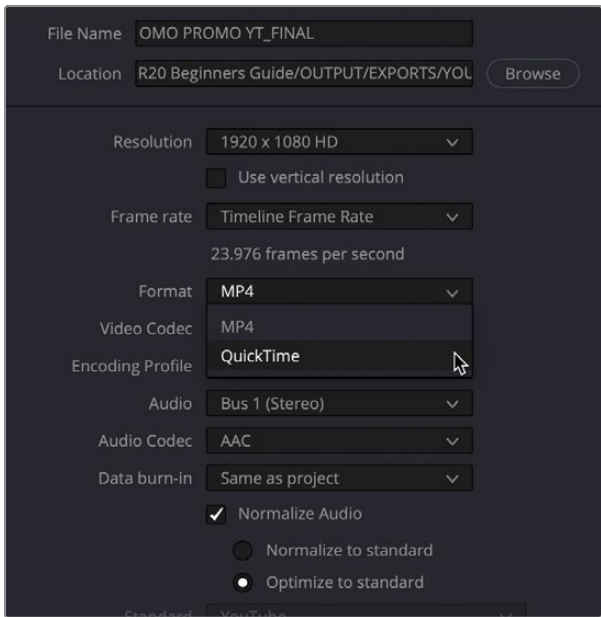 File Name OMO PROMO YT_FINAL
Location R20 Beginners Guide/OUTPUT/EXPORTS/YOU Browse
Resolution 1920 x 1080 HD
Use vertical resolution
Frame rate Timeline Frame Rate
23.976 frames per second
Format MP4
Video Codec MP4
Encoding Profile QuickTime
Audio Bus 1 (Stereo)
Audio Codec AAC
Data burn-in Same as project
Normalize Audio
Normalize to standard
Optimize to standard
Standard YouTube